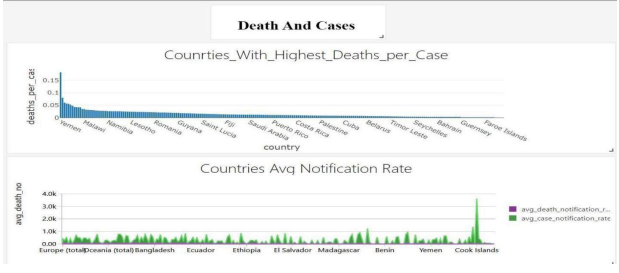 Death And Cases
Counrties_With_Highest_Deaths_per_Case
deaths_per_cas
0.15
0.1
0.05
0
Yemen
Malawi
Namibia
Lesotho
Romania
Guyana
Saint Lucia
Fiji
Saudi Arabia
Puerto Rico
Costa Rica
Palestine
Cuba
Belarus
Timor Leste
Seychelles
Bahrain
Guernsey
Faroe Islands
country
Countries Avg Notification Rate
avg_death_no
4.0k
3.0k
2.0k
1.0k
0.00
Europe (total)
Oceania (total)
Bangladesh
Ecuador
Ethiopia
El Salvador
Madagascar
Benin
Yemen
Cook Islands
avg_death_notification_r...
avg_case_notification_rate